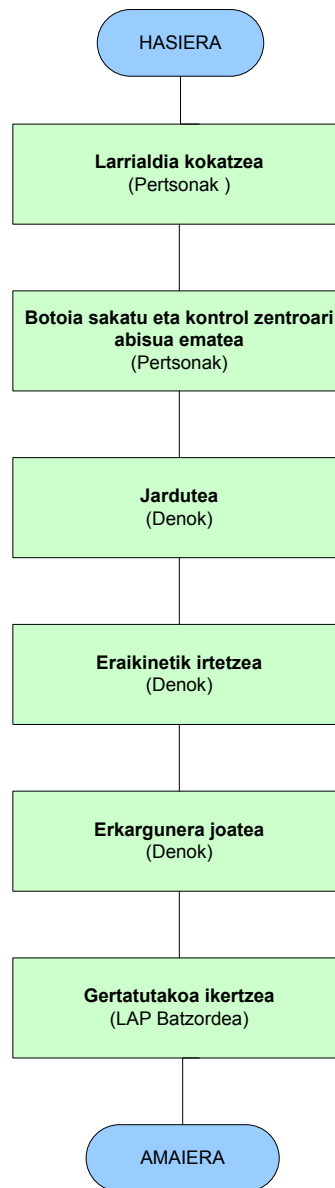 HASIERA
Larrialdia kokatzea
(Pertsonak )
Botoia sakatu eta kontrol zentroari
abisua ematea
(Pertsonak)
Jardutea
(Denok)
Eraikinetik irtetzea
(Denok)
Erkargunera joatea
(Denok)
Gertatutakoa ikertzea
(LAP Batzordea)
AMAIERA